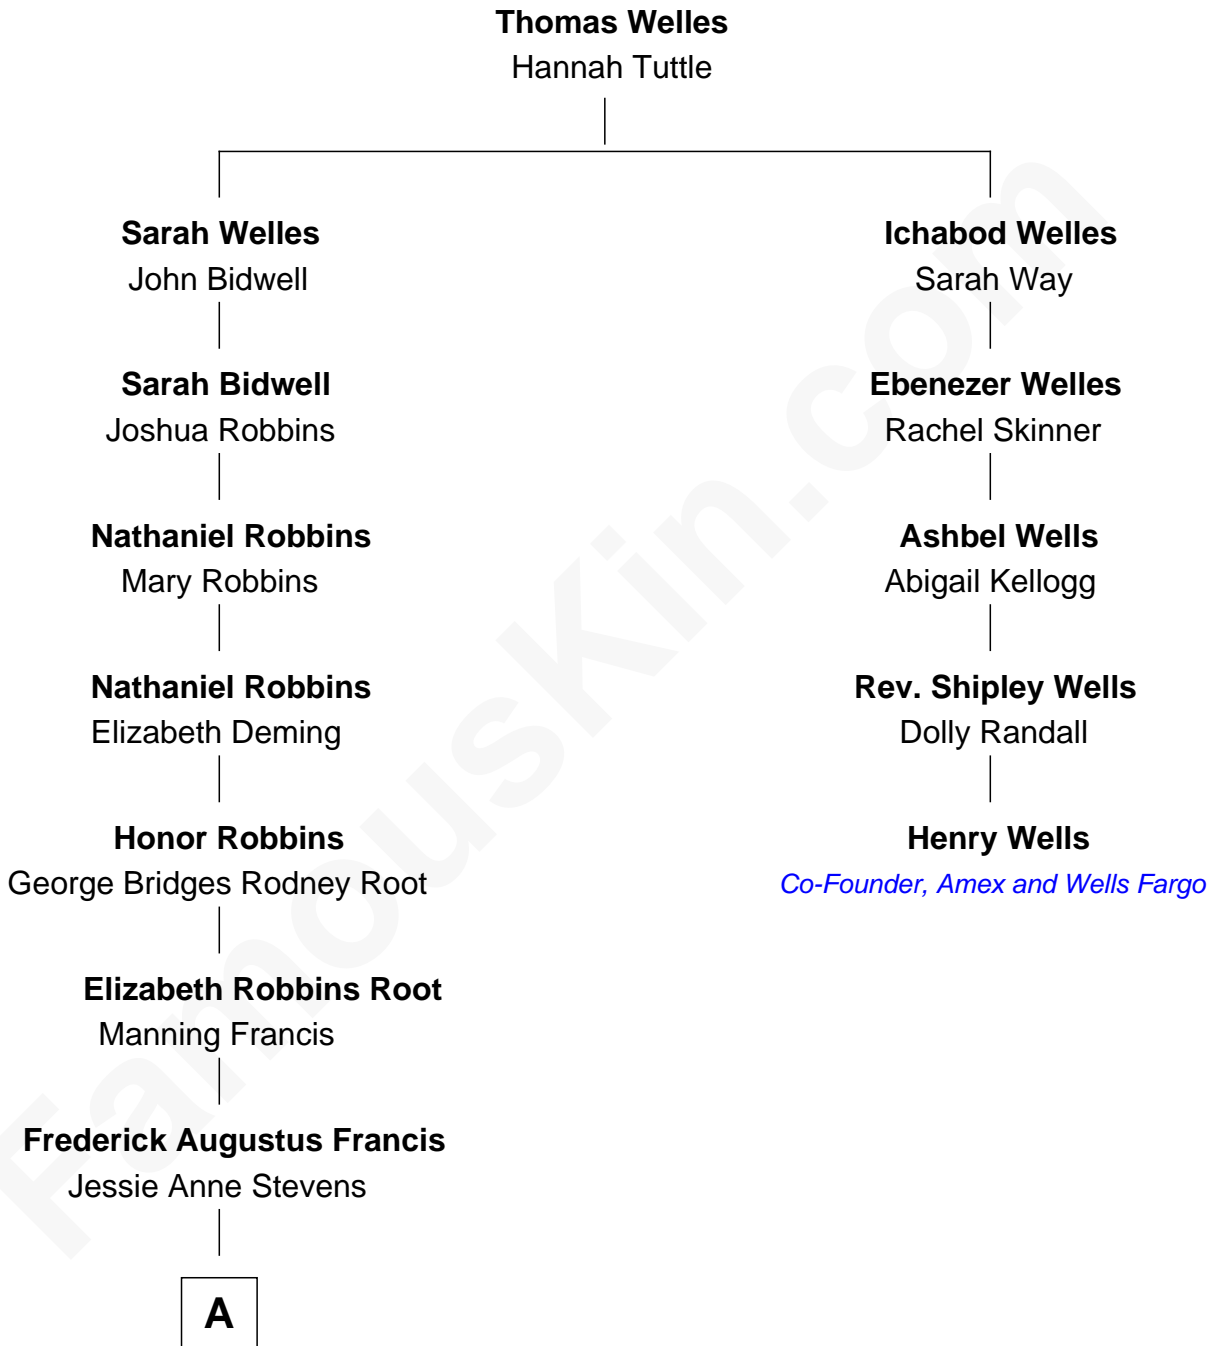 Thomas Welles
Hannah Tuttle
Sarah Welles
John Bidwell
Ichabod Welles
Sarah Way
Sarah Bidwell
Joshua Robbins
Ebenezer Welles
Rachel Skinner
Nathaniel Robbins
Mary Robbins
Ashbel Wells
Abigail Kellogg
Nathaniel Robbins
Elizabeth Deming
Rev. Shipley Wells
Dolly Randall
Honor Robbins
George Bridges Rodney Root
Henry Wells
Co-Founder, Amex and Wells Fargo
Elizabeth Robbins Root
Manning Francis
Frederick Augustus Francis
Jessie Anne Stevens
A
FamousKin.com